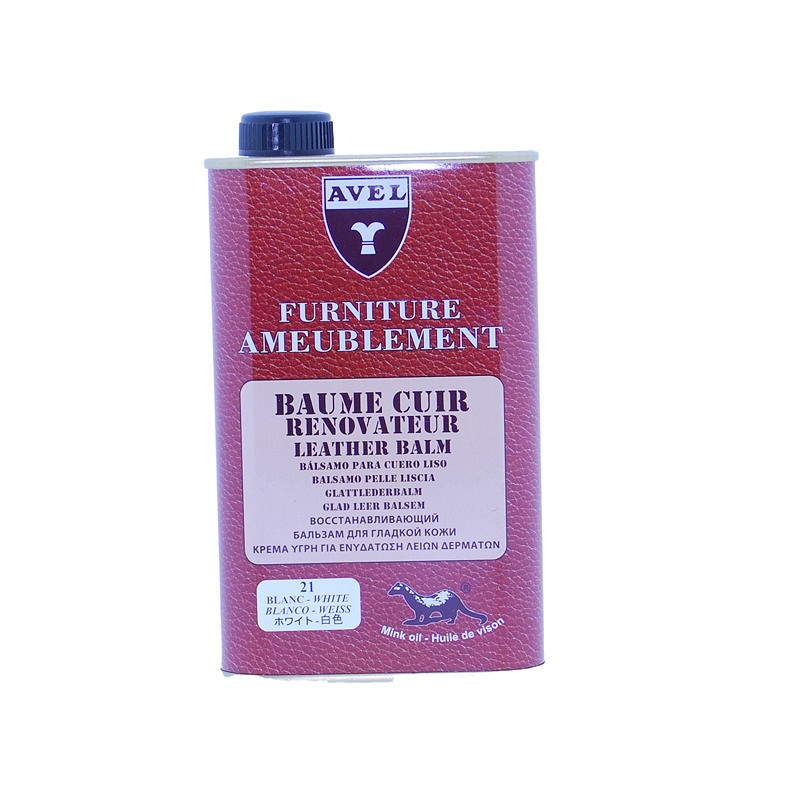 AVEL
FURNITURE
AMEUBLEMENT
BAUME CUIR
RENOVATEUR
LEATHER BALM
BÁLSAMO PARA CUERO LISO
BALSAMO PELLE LISCIA
GLATTLEDERBALM
GLAD LEER BALSEM
ВОССТАНАВЛИВАЮЩИЙ
БАЛЬЗАМ ДЛЯ ГЛАДКОЙ КОЖИ
ΚΡΕΜΑ ΥΓΡΗ ΓΙΑ ΕΝΥΔΑΤΩΣΗ ΛΕΙΩΝ ΔΕΡΜΑΤΩΝ
21
BLANC - WHITE
BLANCO - WEISS
ホワイト - 白色
®
Mink oil - Huile de vison